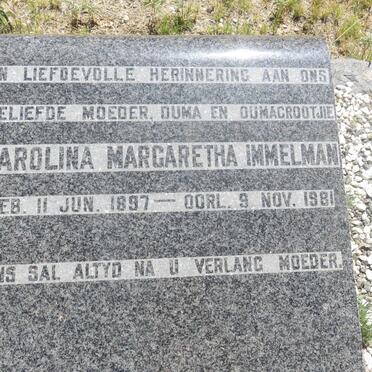 N LIEFDEVOLLE HERINNERING AAN ONS
ELIEFDE MOEDER, OUMA EN OUMAGROOTJIE
AROLINA MARGARETHA IMMELMAN
EB. 11 JUN. 1897 — OORL. 9 NOV. 1981
NS SAL ALTYD NA U VERLANG MOEDER.